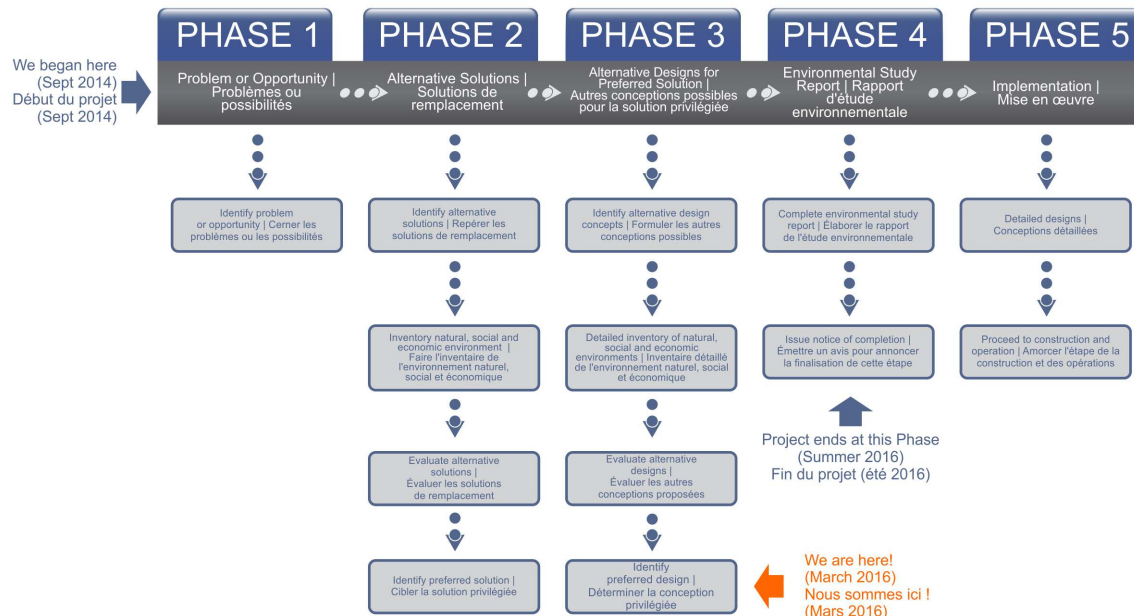 PHASE 1
PHASE 2
PHASE 3
PHASE 4
PHASE 5
We began here
(Sept 2014)
Début du projet
(Sept 2014)
Problem or Opportunity |
Problèmes ou
possibilités
Alternative Solutions |
Solutions de
remplacement
Alternative Designs for
Preferred Solution |
Autres conceptions possibles
pour la solution privilégiée
Environmental Study
Report | Rapport
d'étude
environnementale
Implementation |
Mise en œuvre
Identify problem
or opportunity | Cerner les
problèmes ou les possibilités
Identify alternative
solutions | Repérer les
solutions de remplacement
Identify alternative design
concepts | Formuler les autres
conceptions possibles
Complete environmental study
report | Élaborer le rapport
de l'étude environnementale
Detailed designs |
Conceptions détaillées
Inventory natural, social and
economic environment |
Faire l'inventaire de
l'environnement naturel,
social et économique
Detailed inventory of natural,
social and economic
environments | Inventaire détaillé
de l'environnement naturel, social
et économique
Issue notice of completion |
Émettre un avis pour annoncer
la finalisation de cette étape
Proceed to construction and
operation | Amorcer l'étape de la
construction et des opérations
Project ends at this Phase
(Summer 2016)
Fin du projet (été 2016)
Evaluate alternative
solutions |
Évaluer les solutions
de remplacement
Evaluate alternative
designs |
Évaluer les autres
conceptions proposées
Identify preferred solution |
Cibler la solution privilégiée
Identify
preferred design |
Déterminer la conception
privilégiée
We are here!
(March 2016)
Nous sommes ici !
(Mars 2016)